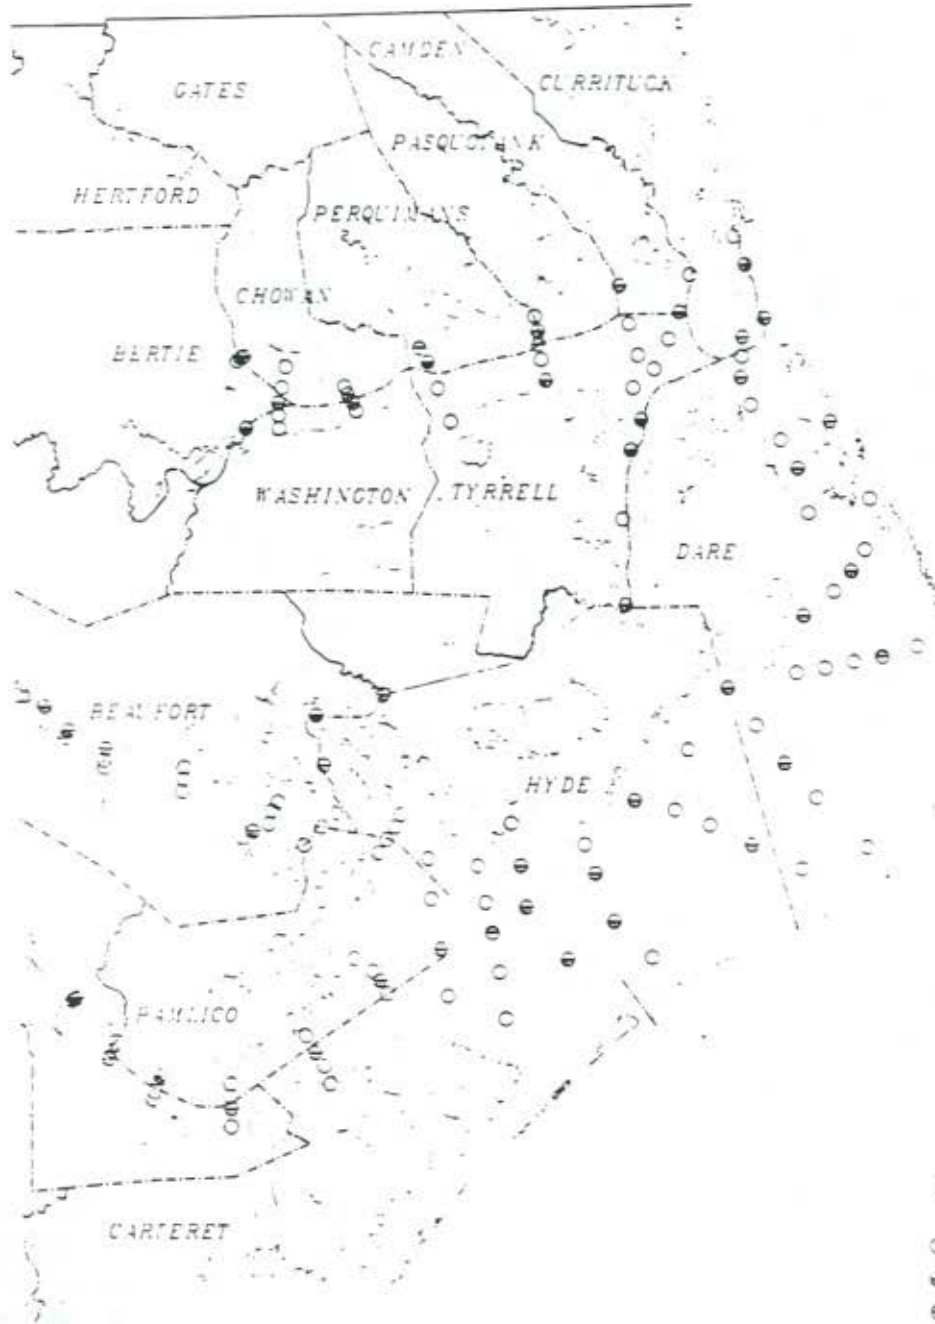 CAMDEN
CURRITUCK
GATES
PASQUOTANK
HERTFORD
PERQUIMANS
CHOWAN
BERTIE
WASHINGTON
TYRRELL
DARE
BEAUFORT
HYDE
PAMLICO
CARTERET